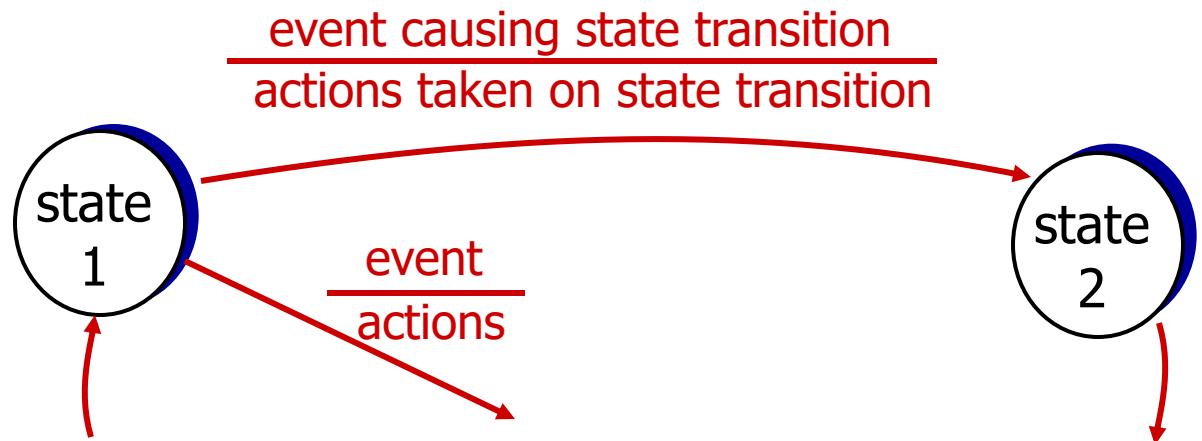 event causing state transition
actions taken on state transition
state
1
event
actions
state
2